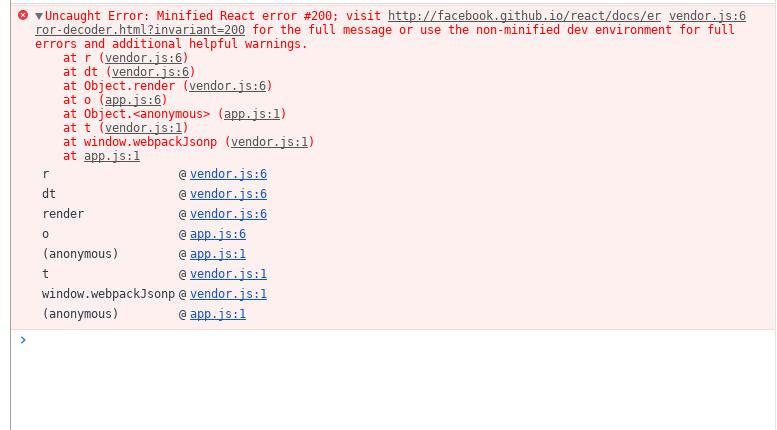 ▼Uncaught Error: Minified React error #200; visit http://facebook.github.io/react/docs/er vendor.js:6
ror-decoder.html?invariant=200 for the full message or use the non-minified dev environment for full
errors and additional helpful warnings.
at r (vendor.js:6)
at dt (vendor.js:6)
at Object.render (vendor.js:6)
at o (app.js:6)
at Object.<anonymous> (app.js:1)
at t (vendor.js:1)
at window.webpackJsonp (vendor.js:1)
at app.js:1
r @ vendor.js:6
dt @ vendor.js:6
render @ vendor.js:6
o @ app.js:6
(anonymous) @ app.js:1
t @ vendor.js:1
window.webpackJsonp @ vendor.js:1
(anonymous) @ app.js:1
›